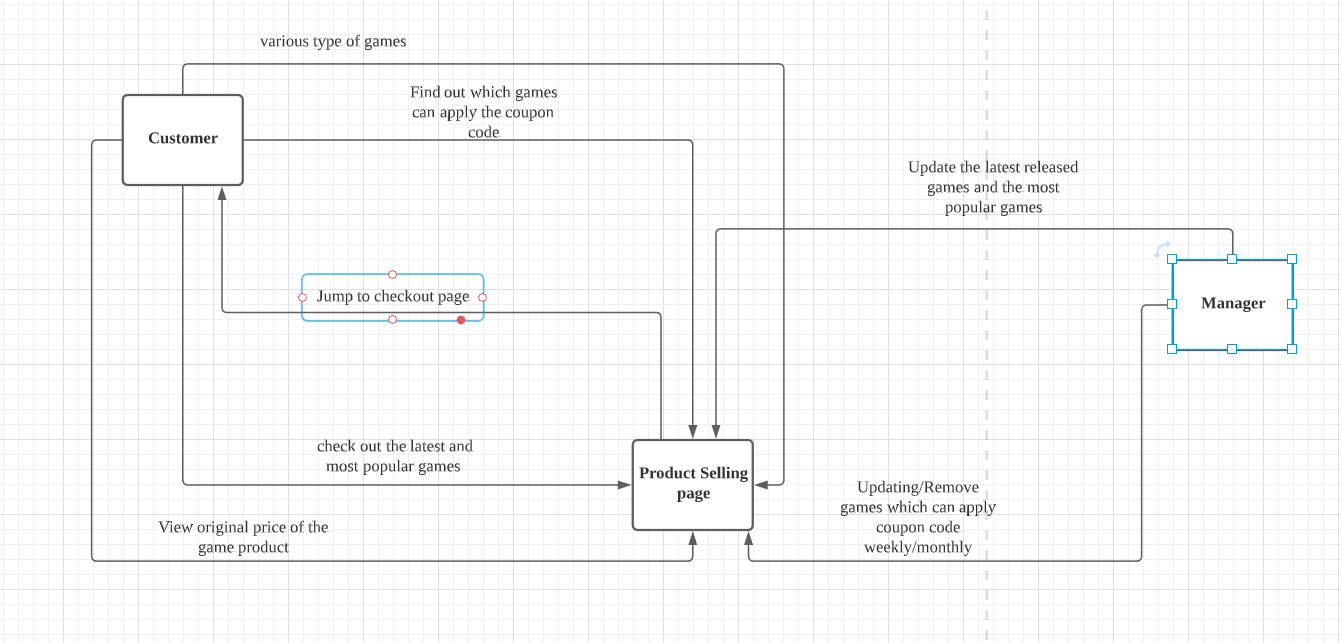 various type of games
Find out which games
can apply the coupon
code
Customer
Update the latest released
games and the most
popular games
Jump to checkout page
Manager
check out the latest and
most popular games
Product Selling
page
Updating/Remove
games which can apply
coupon code
weekly/monthly
View original price of the
game product